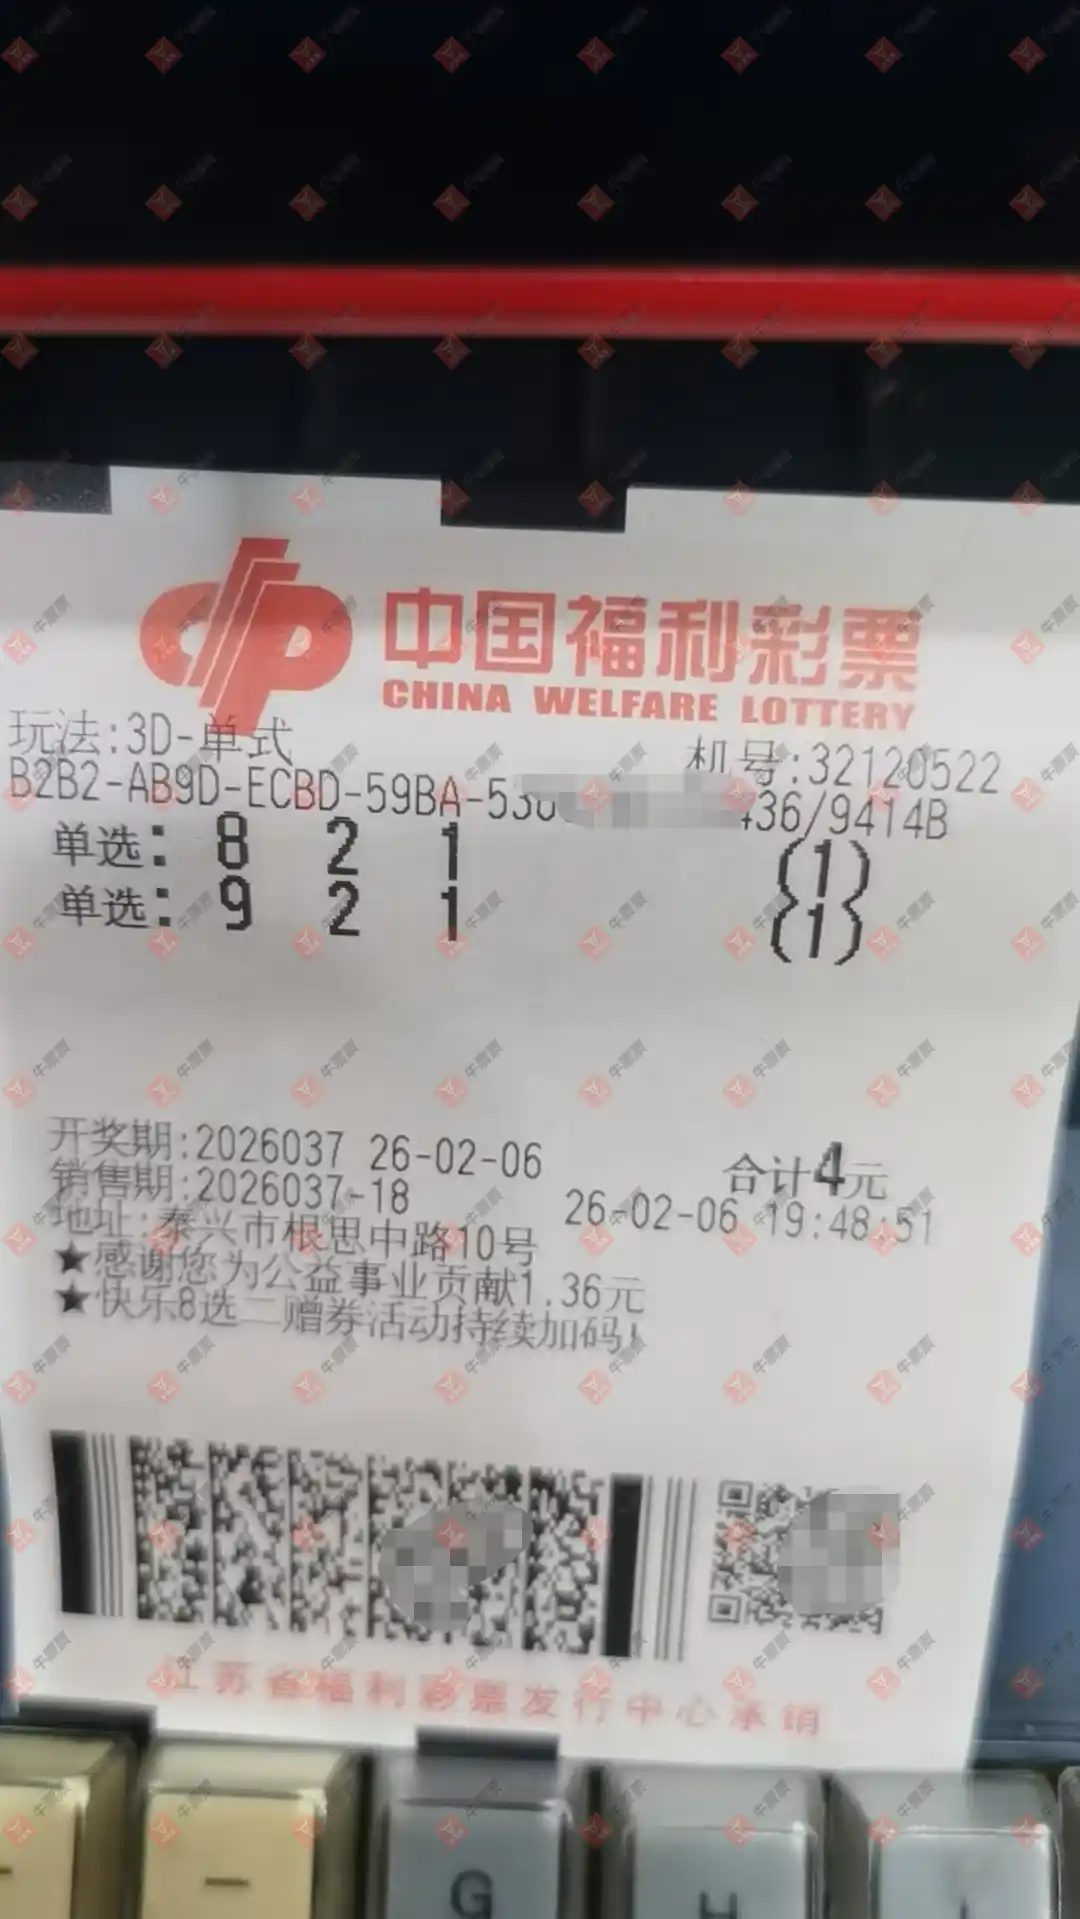 中国福利彩票
CHINA WELFARE LOTTERY
玩法:3D-单式
机号:32120522
B2B2-AB9D-ECBD-59BA-53 436/9414B
单选: 8 2 1 (1)
单选: 9 2 1 (1)
开奖期:2026037 26-02-06 合计4元
销售期:2026037-18 26-02-06 19:48:51
地址:泰兴市根思中路10号
★感谢您为公益事业贡献1.36元
★快乐8选二赠券活动持续加码!
江苏省福利彩票发行中心承销
G
H
牛票票